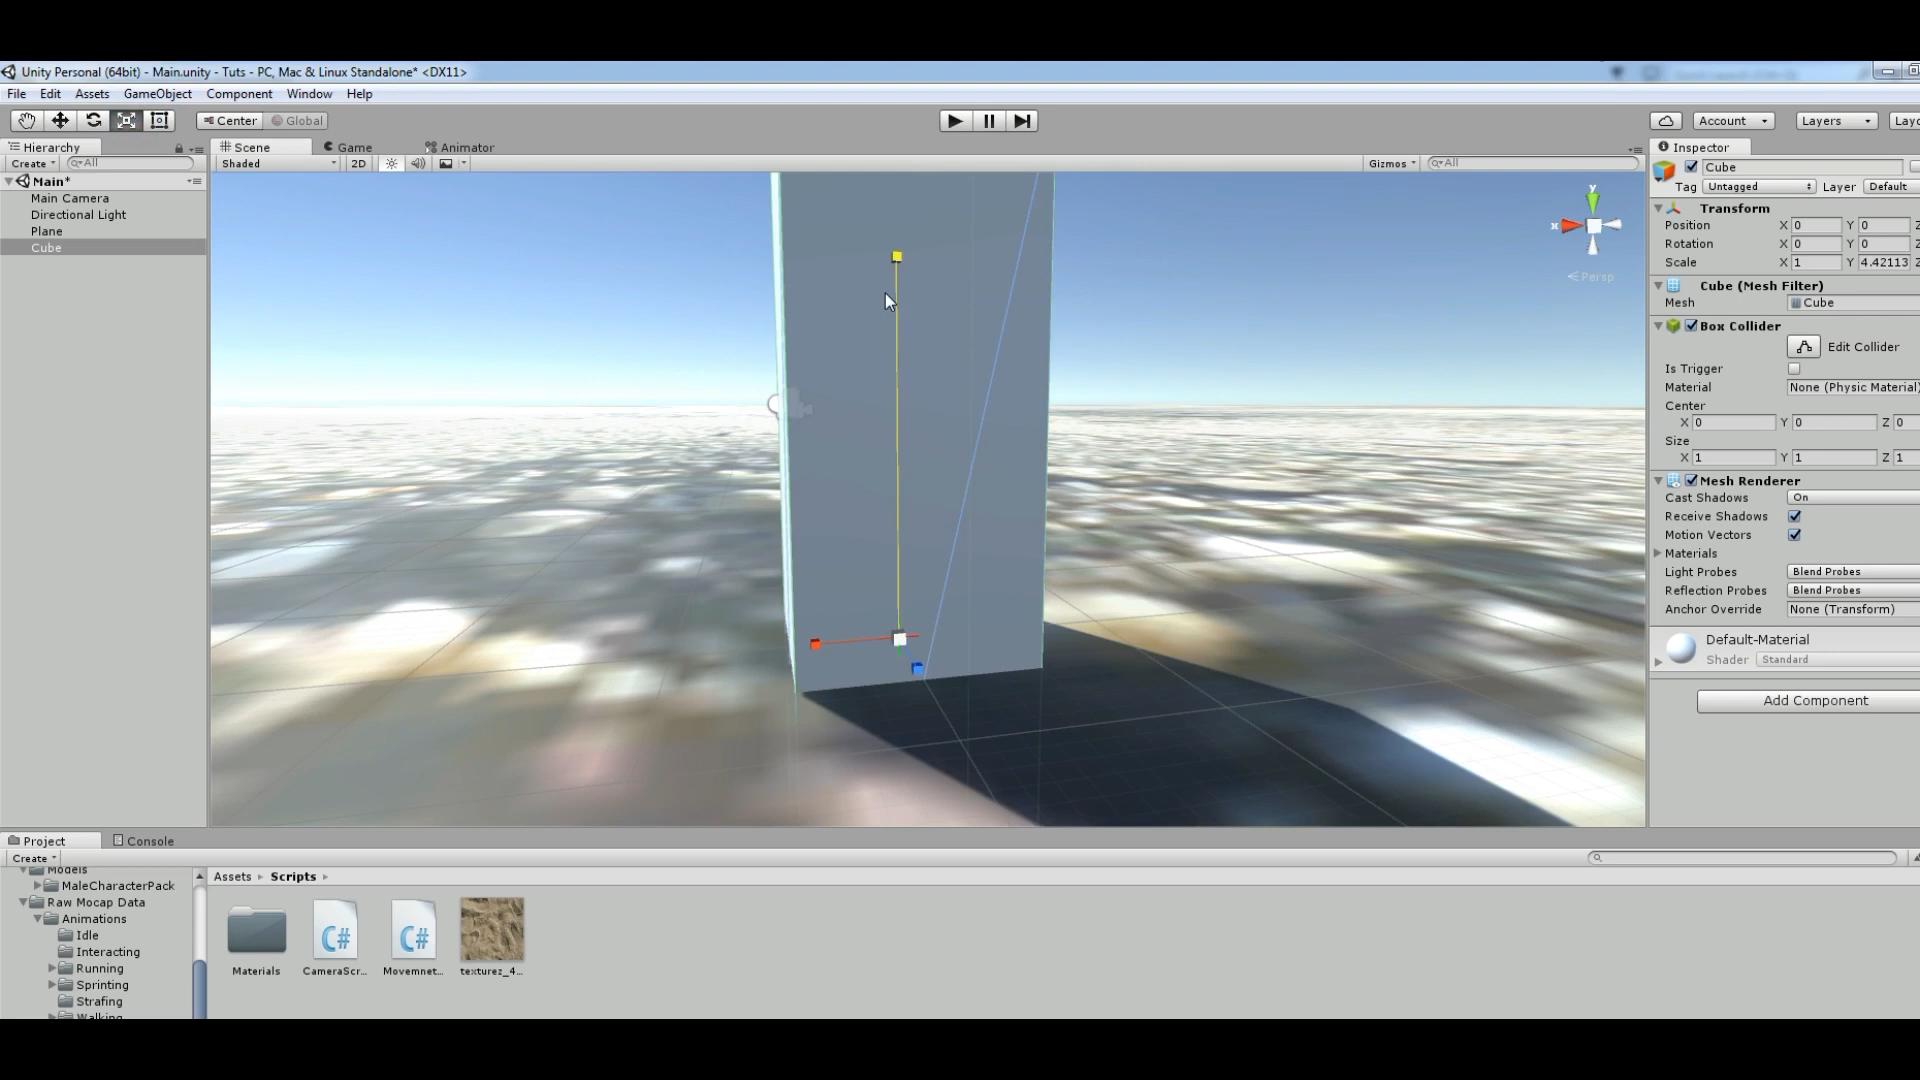 Unity Personal (64bit) - Main.unity - Tuts - PC, Mac & Linux Standalone* <DX11>
File Edit Assets GameObject Component Window Help
Center Global
Account Layers Layo
Hierarchy
Create All
Main*
Main Camera
Directional Light
Plane
Cube
Scene Game Animator
Shaded 2D Gizmos All
y
x
Persp
Inspector
Cube
Tag Untagged Layer Default
Transform
Position X 0 Y 0 Z
Rotation X 0 Y 0 Z
Scale X 1 Y 4.42113 Z
Cube (Mesh Filter)
Mesh Cube
Box Collider
Edit Collider
Is Trigger
Material None (Physic Material)
Center
X 0 Y 0 Z 0
Size
X 1 Y 1 Z 1
Mesh Renderer
Cast Shadows On
Receive Shadows
Motion Vectors
Materials
Light Probes Blend Probes
Reflection Probes Blend Probes
Anchor Override None (Transform)
Default-Material
Shader Standard
Add Component
Project Console
Create
Models
MaleCharacterPack
Raw Mocap Data
Animations
Idle
Interacting
Running
Sprinting
Strafing
Walking
Assets Scripts
C# C#
Materials CameraScr... Movemnet... texturez_4...